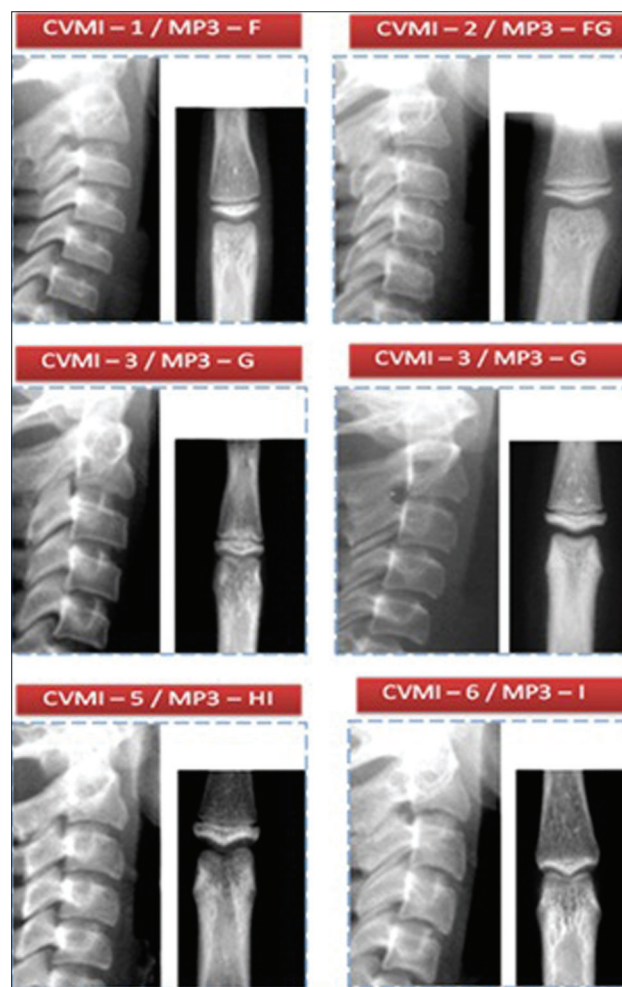 CVMI – 1 / MP3 – F
CVMI – 2 / MP3 – FG
CVMI – 3 / MP3 – G
CVMI – 3 / MP3 – G
CVMI – 5 / MP3 – HI
CVMI – 6 / MP3 – I